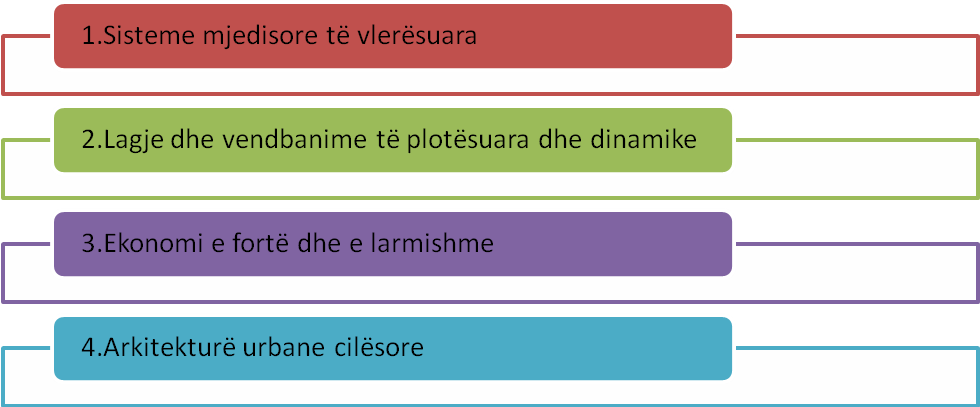 1.Sisteme mjedisore të vlerësuara
2.Lagje dhe vendbanime të plotësuara dhe dinamike
3.Ekonomi e fortë dhe e larmishme
4.Arkitekturë urbane cilësore